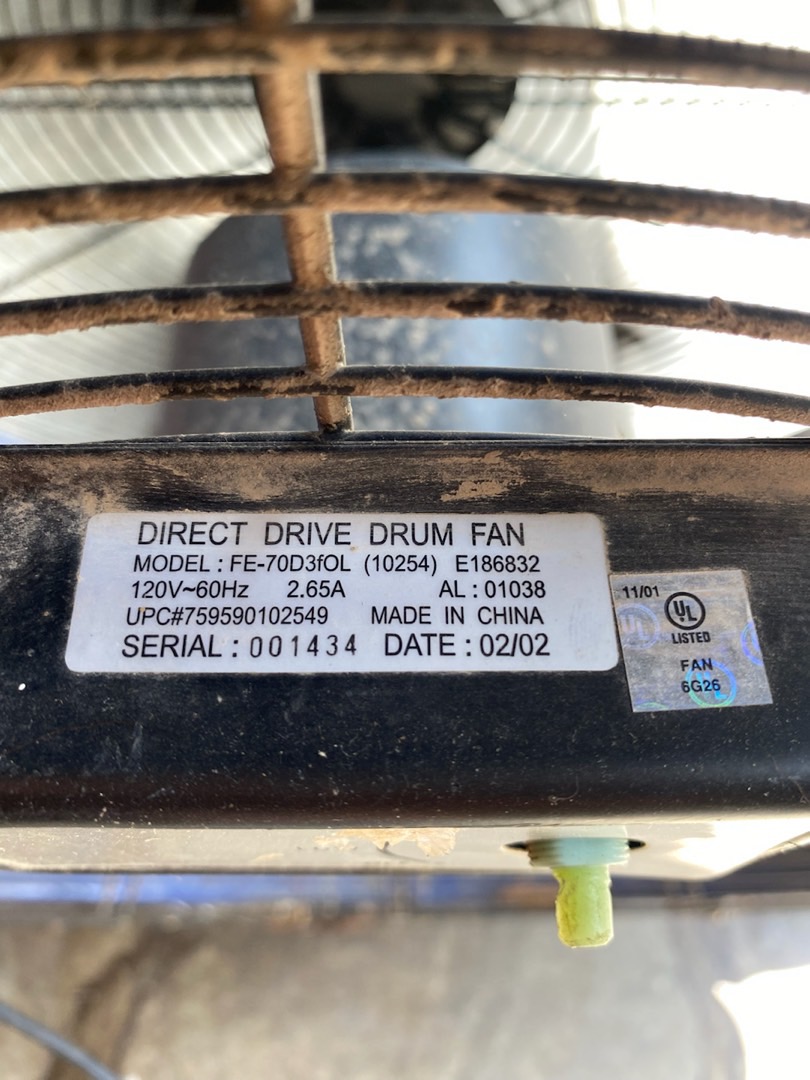 DIRECT DRIVE DRUM FAN
MODEL : FE-70D3fOL (10254) E186832
120V~60Hz 2.65A AL : 01038
UPC#759590102549 MADE IN CHINA
SERIAL : 001434 DATE : 02/02
11/01
UL
LISTED
FAN
6G26